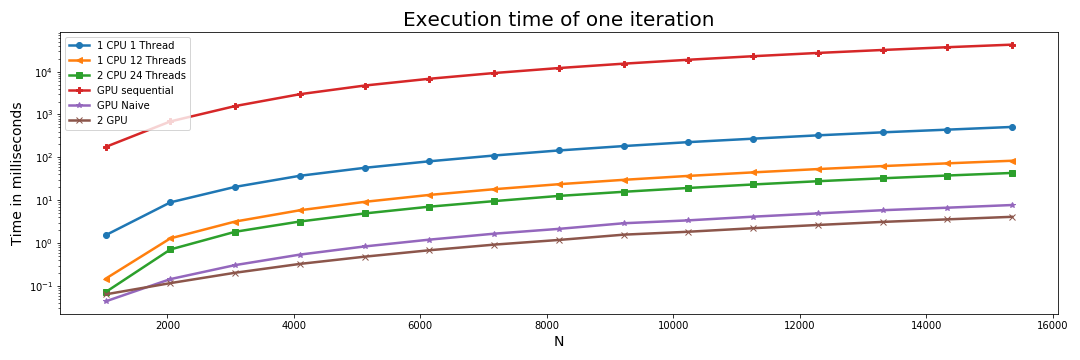 Execution time of one iteration
1 CPU 1 Thread
1 CPU 12 Threads
2 CPU 24 Threads
GPU sequential
GPU Naive
2 GPU
Time in milliseconds
10⁴
10³
10²
10¹
10⁰
10⁻¹
2000 4000 6000 8000 10000 12000 14000 16000
N